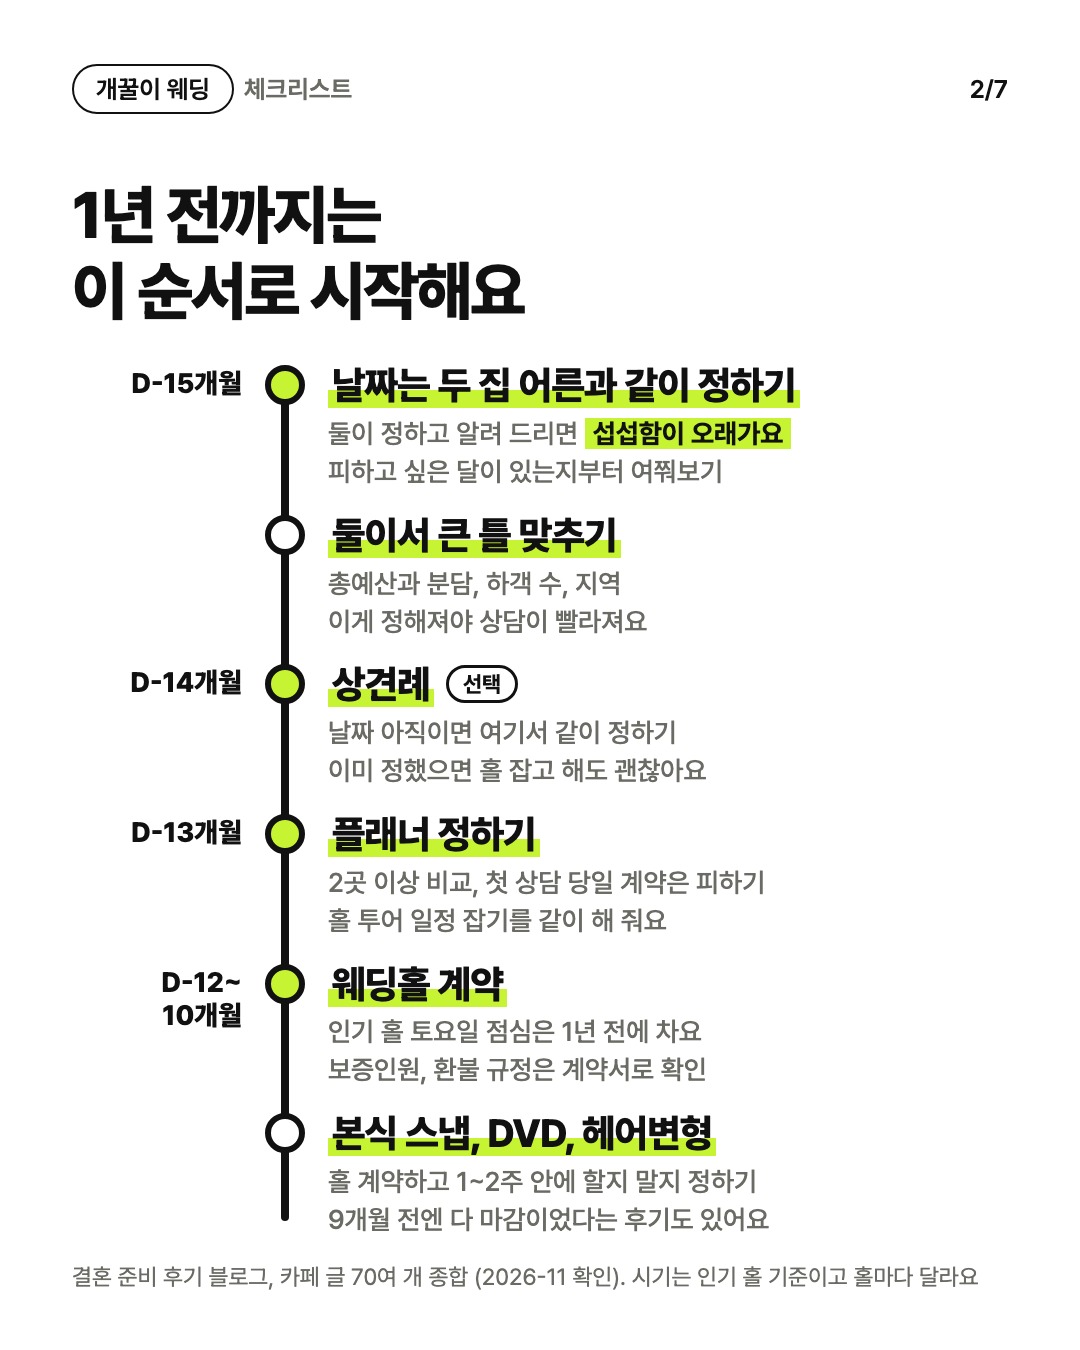 개꿀이 웨딩 체크리스트 2/7
1년 전까지는
이 순서로 시작해요
D-15개월 날짜는 두 집 어른과 같이 정하기
둘이 정하고 알려 드리면 섭섭함이 오래가요
피하고 싶은 달이 있는지부터 여쭤보기
둘이서 큰 틀 맞추기
총예산과 분담, 하객 수, 지역
이게 정해져야 상담이 빨라져요
D-14개월 상견례 선택
날짜 아직이면 여기서 같이 정하기
이미 정했으면 홀 잡고 해도 괜찮아요
D-13개월 플래너 정하기
2곳 이상 비교, 첫 상담 당일 계약은 피하기
홀 투어 일정 잡기를 같이 해 줘요
D-12~
10개월
웨딩홀 계약
인기 홀 토요일 점심은 1년 전에 차요
보증인원, 환불 규정은 계약서로 확인
본식 스냅, DVD, 헤어변형
홀 계약하고 1~2주 안에 할지 말지 정하기
9개월 전엔 다 마감이었다는 후기도 있어요
결혼 준비 후기 블로그, 카페 글 70여 개 종합 (2026-11 확인). 시기는 인기 홀 기준이고 홀마다 달라요